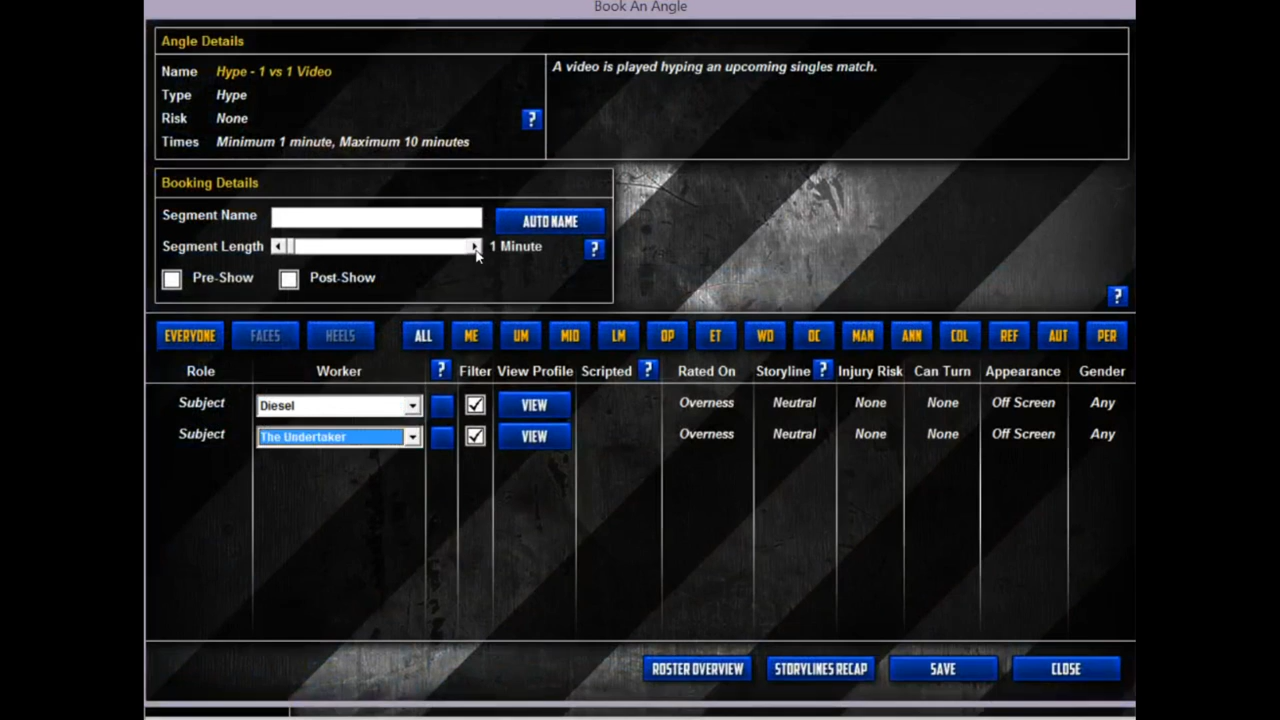 Book An Angle
Angle Details
Name Hype - 1 vs 1 Video
A video is played hyping an upcoming singles match.
Type Hype
Risk None ?
Times Minimum 1 minute, Maximum 10 minutes
Booking Details
Segment Name AUTO NAME
Segment Length 1 Minute ?
Pre-Show Post-Show
?
EVERYONE FACES HEELS ALL ME UM MID LM OP ET WD OC MAN ANN COL REF AUT PER
Role Worker ? Filter View Profile Scripted ? Rated On Storyline ? Injury Risk Can Turn Appearance Gender
Subject Diesel VIEW Overness Neutral None None Off Screen Any
Subject The Undertaker VIEW Overness Neutral None None Off Screen Any
ROSTER OVERVIEW STORYLINES RECAP SAVE CLOSE